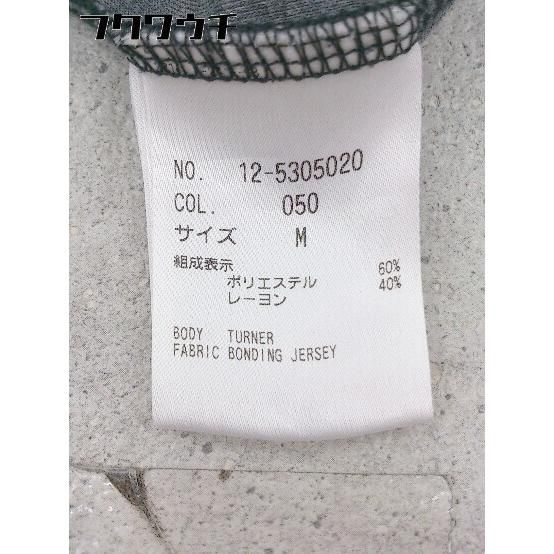 フクウクチ
NO. 12-5305020
COL. 050
サイズ M
組成表示
ポリエステル 60%
レーヨン 40%
BODY TURNER
FABRIC BONDING JERSEY